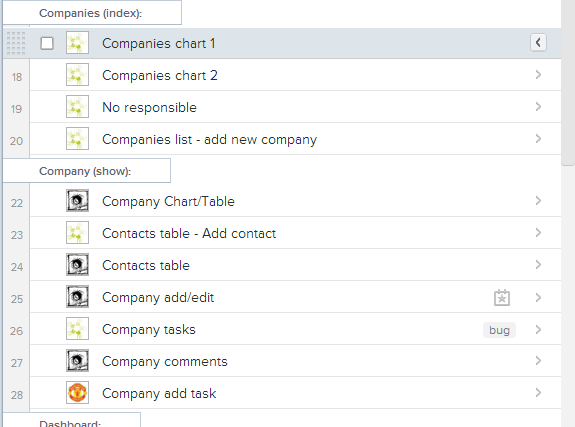 Companies (index):
Companies chart 1
18 Companies chart 2
19 No responsible
20 Companies list - add new company
Company (show):
22 Company Chart/Table
23 Contacts table - Add contact
24 Contacts table
25 Company add/edit
26 Company tasks bug
27 Company comments
28 Company add task
Dashboard: